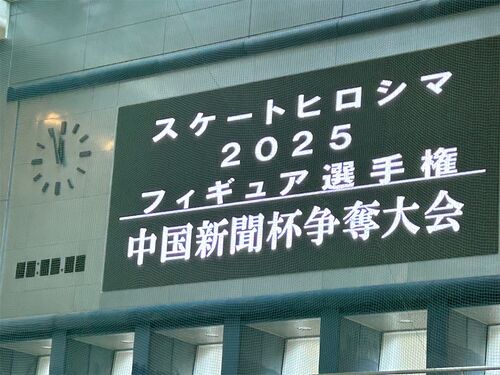 スケートヒロシマ
2025
フィギュア選手権
中国新聞杯争奪大会